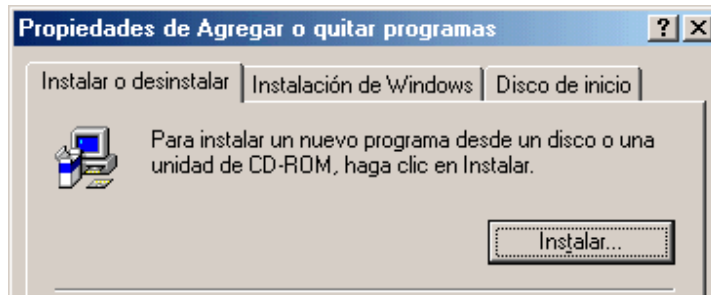 Propiedades de Agregar o quitar programas
Instalar o desinstalar Instalación de Windows Disco de inicio
Para instalar un nuevo programa desde un disco o una
unidad de CD-ROM, haga clic en Instalar.
Instalar...